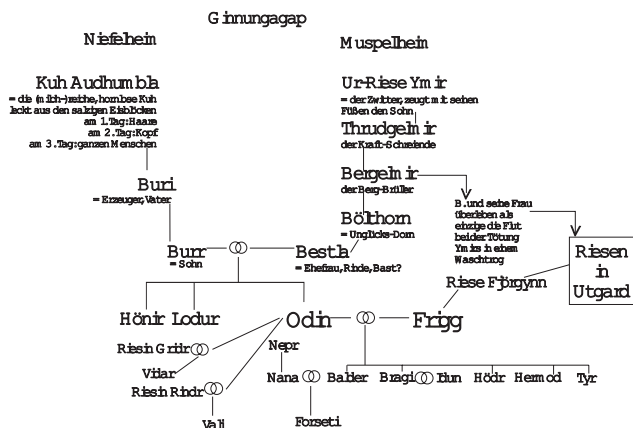 Ginnungagap
Niefelheim
Muspelheim
Kuh Audhumbla
= die (milch-)reiche, hornlose Kuh
leckt aus den salzigen Eisblöcken
am 1.Tag: Haare
am 2.Tag: Kopf
am 3.Tag: ganzen Menschen
Ur-Riese Ymir
= der Zwitter, zeugt mit seinen
Füßen den Sohn
Thrudgelmir
der Kraft-Schreiende
Bergelmir
der Berg-Brüller
Buri
= Erzeuger, Vater
Bölthorn
= Unglücks-Dorn
B. und seine Frau
überleben als
einzige die Flut
bei der Tötung
Ymirs in einem
Waschtrog
Burr
= Sohn
Bestla
= Ehefrau, Rinde, Bast?
Riesen
in
Utgard
Riese Fjörgynn
Hönir Lodur
Odin
Frigg
Riesin Gridr
Nepr
Vidar
Riesin Rindr
Nana
Balder
Bragi
Idun
Hödr
Hermod
Tyr
Vali
Forseti